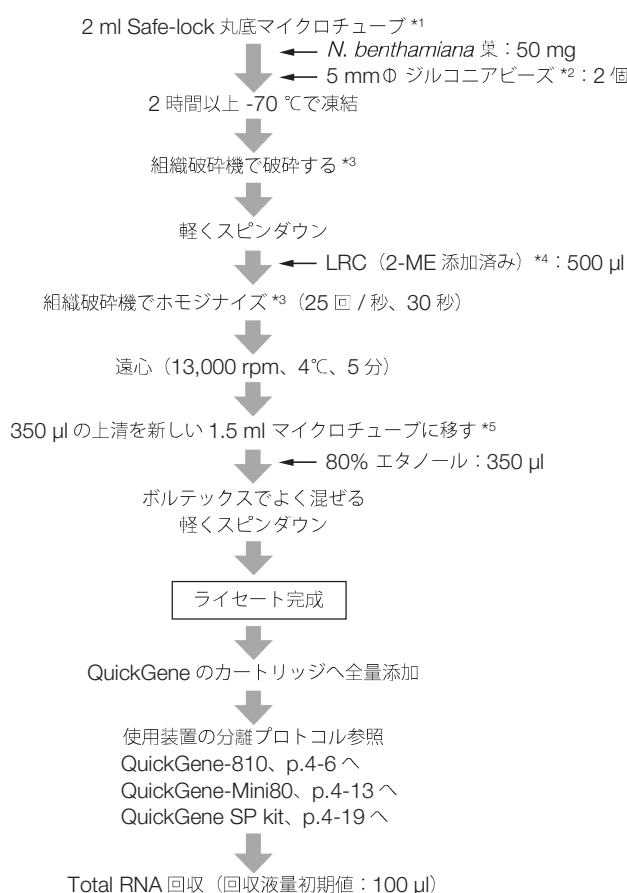 2 ml Safe-lock 丸底マイクロチューブ *1
N. benthamiana 葉：50 mg
5 mmΦ ジルコニアビーズ *2：2 個
2 時間以上 -70 ℃で凍結
組織破砕機で破砕する *3
軽くスピンダウン
LRC（2-ME 添加済み）*4：500 µl
組織破砕機でホモジナイズ *3（25 回 / 秒、30 秒）
遠心（13,000 rpm、4℃、5 分）
350 µl の上清を新しい 1.5 ml マイクロチューブに移す *5
80% エタノール：350 µl
ボルテックスでよく混ぜる
軽くスピンダウン
ライセート完成
QuickGene のカートリッジへ全量添加
使用装置の分離プロトコル参照
QuickGene-810、p.4-6 へ
QuickGene-Mini80、p.4-13 へ
QuickGene SP kit、p.4-19 へ
Total RNA 回収（回収液量初期値：100 µl）